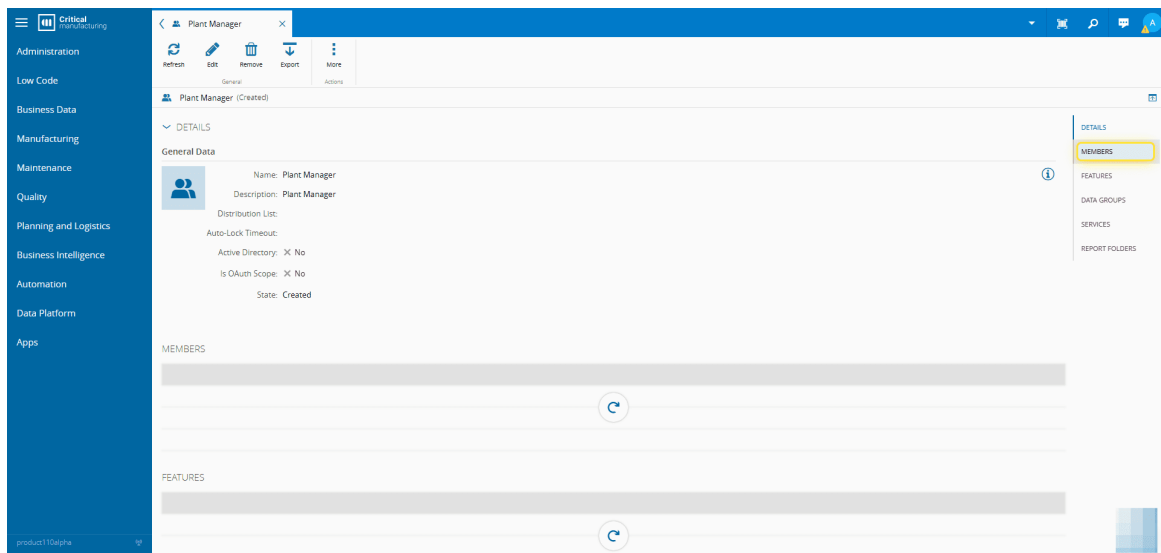 Critical
manufacturing
Plant Manager
A
Administration
Low Code
Business Data
Manufacturing
Maintenance
Quality
Planning and Logistics
Business Intelligence
Automation
Data Platform
Apps
product110alpha
Refresh Edit Remove Export More
General Actions
Plant Manager (Created)
DETAILS
General Data
Name: Plant Manager
Description: Plant Manager
Distribution List:
Auto-Lock Timeout:
Active Directory: No
Is OAuth Scope: No
State: Created
MEMBERS
FEATURES
DETAILS
MEMBERS
FEATURES
DATA GROUPS
SERVICES
REPORT FOLDERS